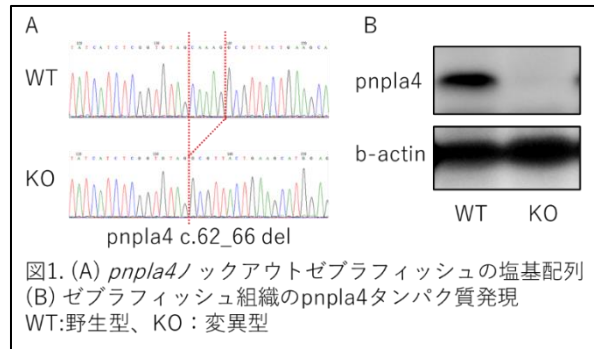 A
B
WT
KO
pnpla4 c.62_66 del
pnpla4
b-actin
WT KO
図1. (A) pnpla4ノックアウトゼブラフィッシュの塩基配列
(B) ゼブラフィッシュ組織のpnpla4タンパク質発現
WT:野生型、KO：変異型